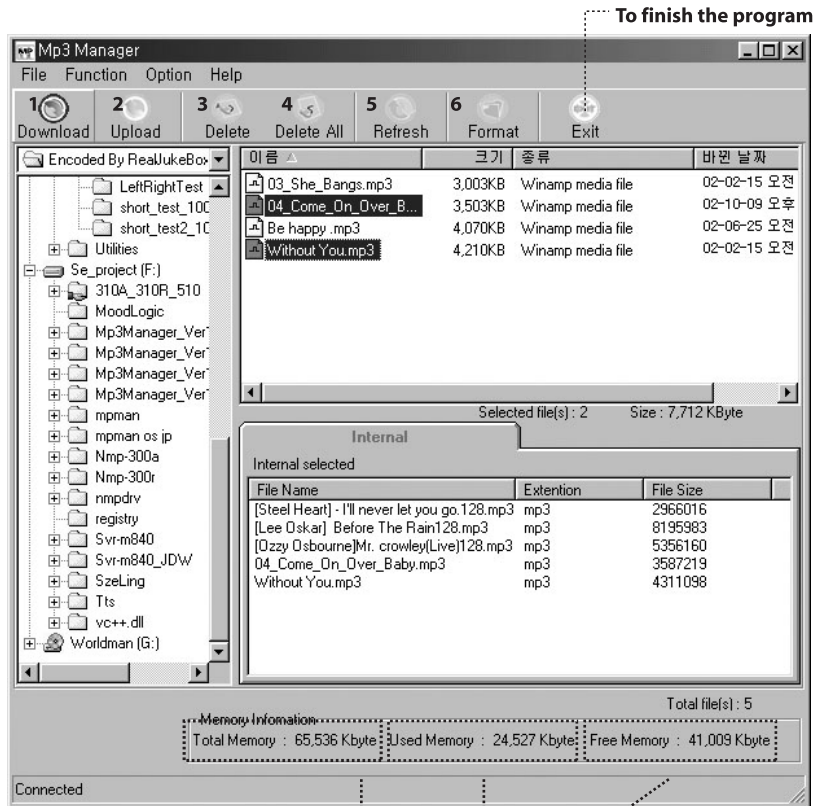 To finish the program
Mp3 Manager
File Function Option Help
1 2 3 4 5 6
Download Upload Delete Delete All Refresh Format Exit
Encoded By RealJukeBox
LeftRightTest
short_test_100
short_test2_10
Utilities
Se_project (F:)
310A_310R_510
MoodLogic
Mp3Manager_Ver
Mp3Manager_Ver
Mp3Manager_Ver
Mp3Manager_Ver
mpman
mpman os jp
Nmp-300a
Nmp-300r
nmpdrv
registry
Svr-m840
Svr-m840_JDW
SzeLing
Tts
vc++.dll
Worldman (G:)
이름 크기 종류 바뀐 날짜
03_She_Bangs.mp3 3,003KB Winamp media file 02-02-15 오전
04_Come_On_Over_B... 3,503KB Winamp media file 02-10-09 오후
Be happy .mp3 4,070KB Winamp media file 02-06-25 오전
Without You.mp3 4,210KB Winamp media file 02-02-15 오전
Selected file(s) : 2 Size : 7,712 KByte
Internal
Internal selected
File Name Extention File Size
[Steel Heart] - I'll never let you go.128.mp3 mp3 2966016
[Lee Oskar] Before The Rain128.mp3 mp3 8195983
[Ozzy Osbourne]Mr. crowley(Live)128.mp3 mp3 5356160
04_Come_On_Over_Baby.mp3 mp3 3587219
Without You.mp3 mp3 4311098
Total file(s) : 5
Memory Infomation
Total Memory : 65,536 Kbyte Used Memory : 24,527 Kbyte Free Memory : 41,009 Kbyte
Connected